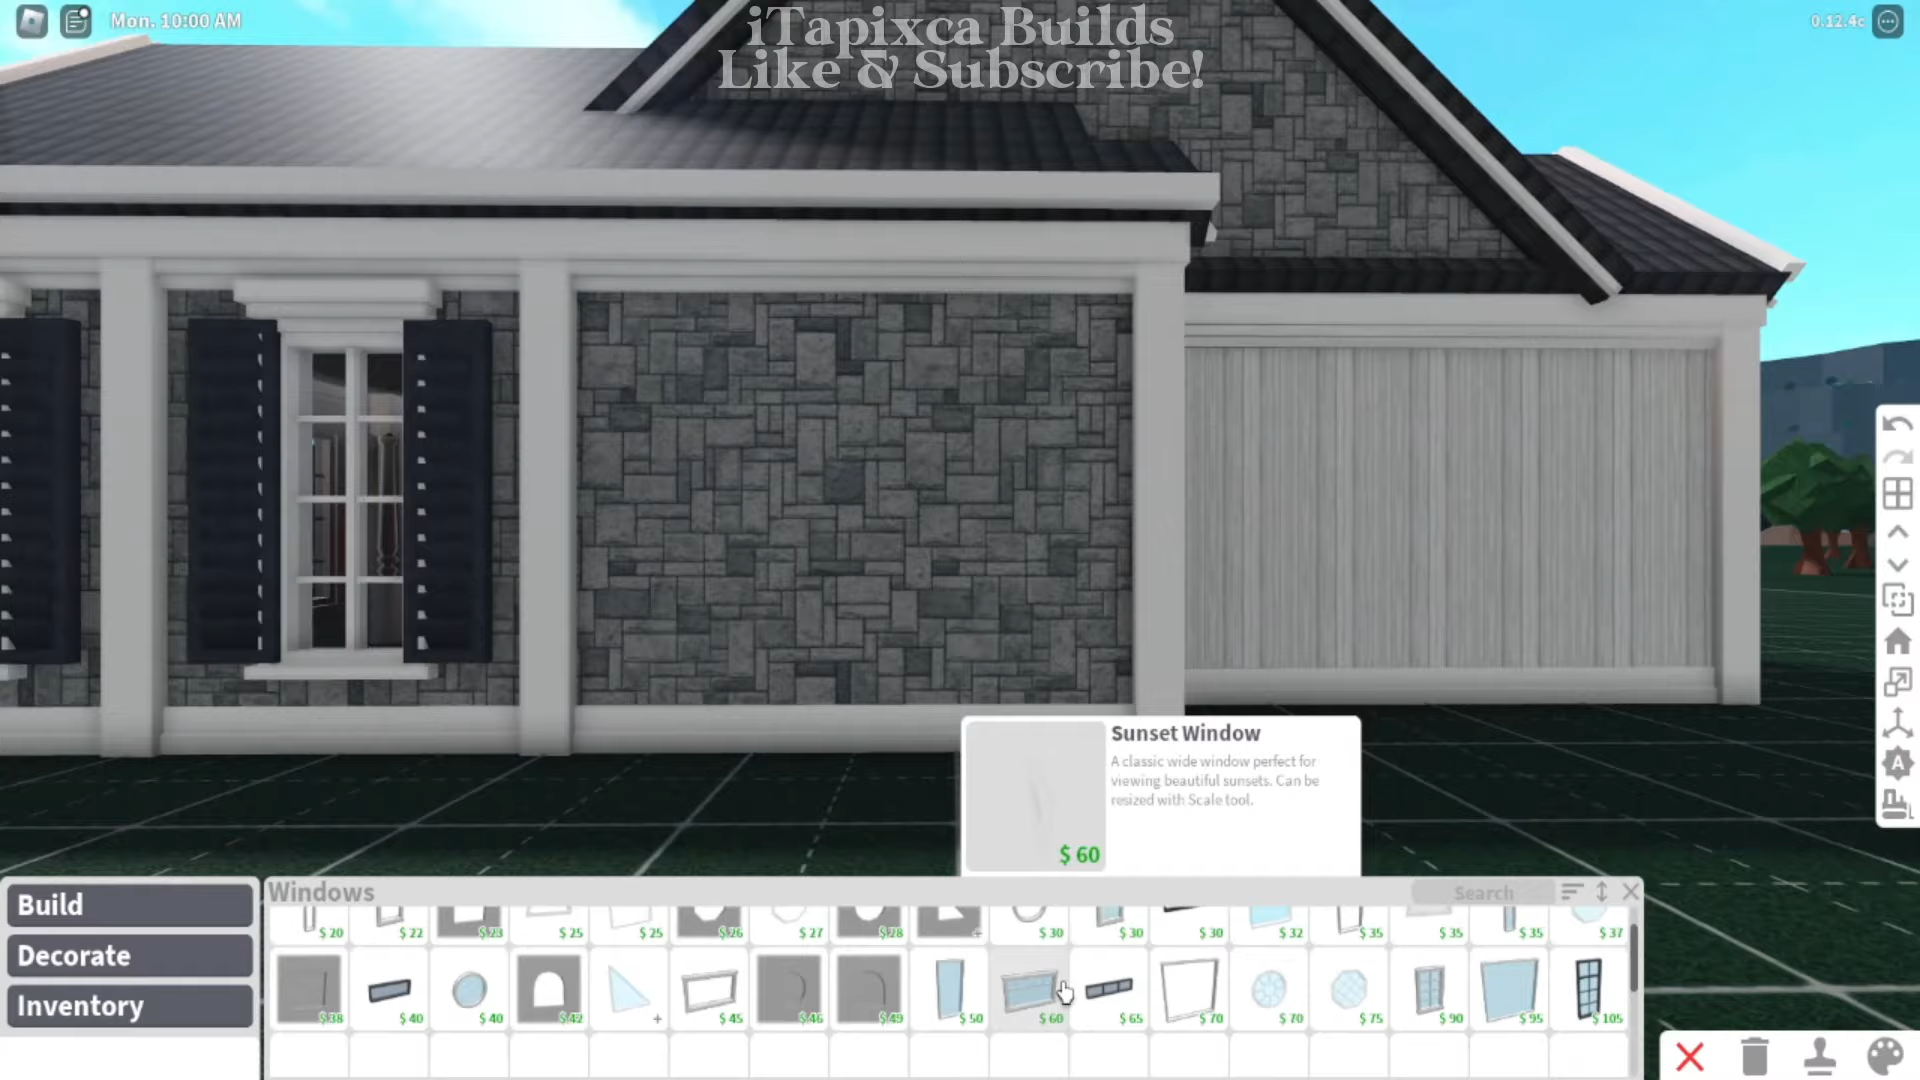 Mon. 10:00 AM
iTapixca Builds
Like & Subscribe!
0.12.4c
Sunset Window
A classic wide window perfect for
viewing beautiful sunsets. Can be
resized with Scale tool.
$ 60
A
L
Build
Decorate
Inventory
Windows
Search
$ 20 $ 22 $ 23 $ 25 $ 25 $ 26 $ 27 $ 28 + $ 30 $ 30 $ 30 $ 32 $ 35 $ 35 $ 35 $ 37
$ 38 $ 40 $ 40 $ 42 + $ 45 $ 46 $ 49 $ 50 $ 60 $ 65 $ 70 $ 70 $ 75 $ 90 $ 95 $ 105